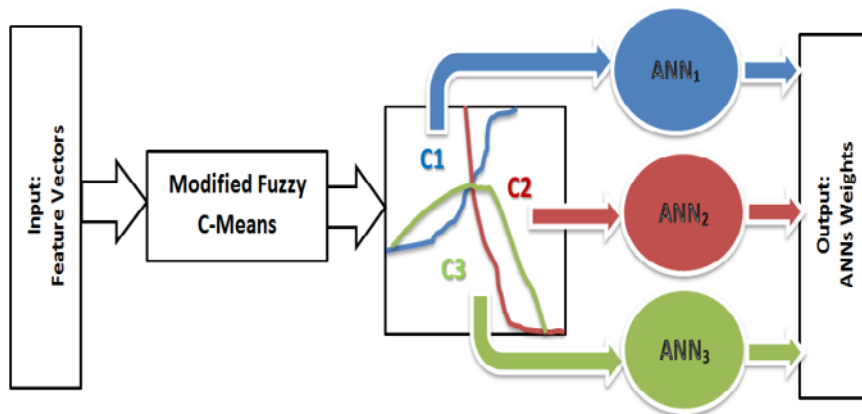 Input:
Feature Vectors
Modified Fuzzy
C-Means
C1
C2
C3
ANN₁
ANN₂
ANN₃
Output:
ANNs Weights